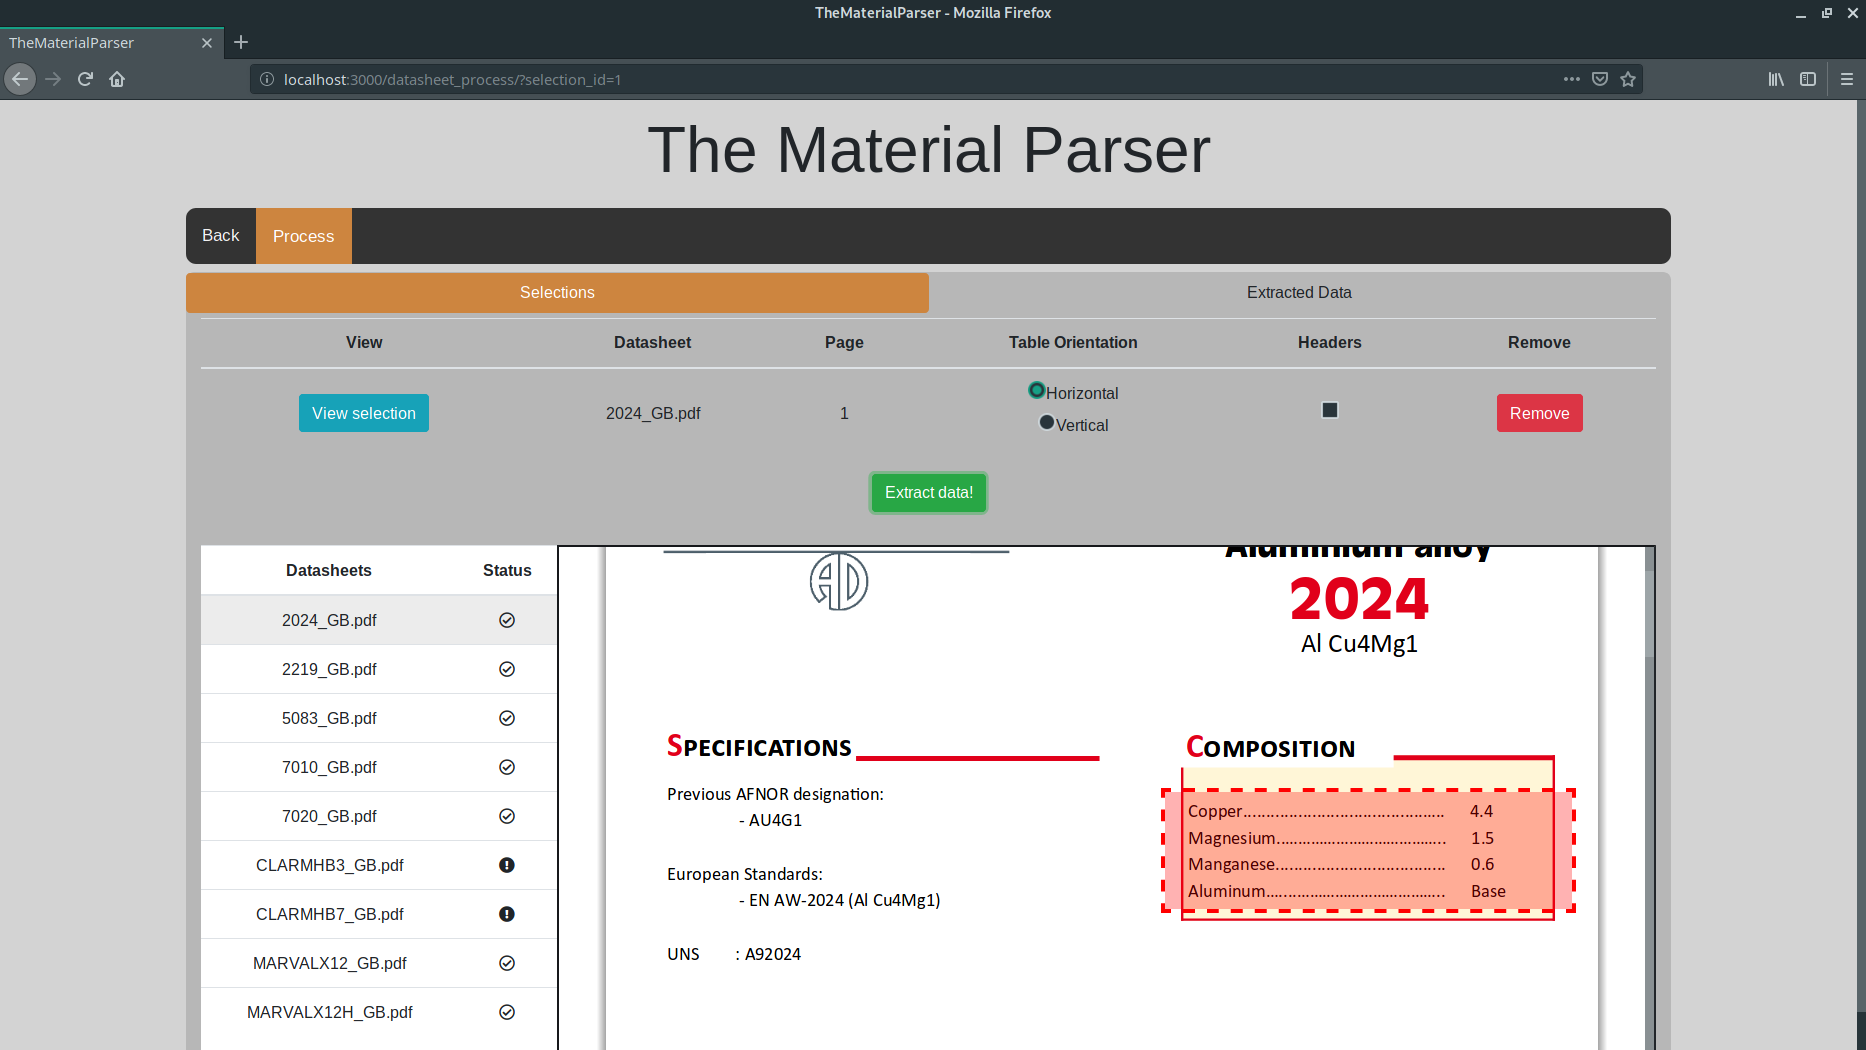 TheMaterialParser - Mozilla Firefox
TheMaterialParser
localhost:3000/datasheet_process/?selection_id=1
The Material Parser
Back Process
Selections Extracted Data
View Datasheet Page Table Orientation Headers Remove
View selection 2024_GB.pdf 1 Horizontal Remove
Vertical
Extract data!
Datasheets Status
2024_GB.pdf
2219_GB.pdf
5083_GB.pdf
7010_GB.pdf
7020_GB.pdf
CLARMHB3_GB.pdf
CLARMHB7_GB.pdf
MARVALX12_GB.pdf
MARVALX12H_GB.pdf
AD
Aluminium alloy
2024
Al Cu4Mg1
SPECIFICATIONS
Previous AFNOR designation:
- AU4G1
European Standards:
- EN AW-2024 (Al Cu4Mg1)
UNS : A92024
COMPOSITION
Copper............................................ 4.4
Magnesium..................................... 1.5
Manganese..................................... 0.6
Aluminum....................................... Base